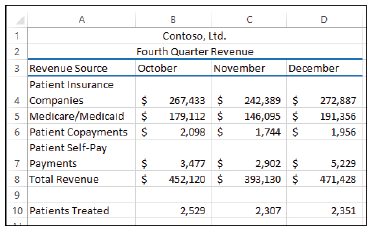 A B C D
1 Contoso, Ltd.
2 Fourth Quarter Revenue
3 Revenue Source October November December
Patient Insurance
4 Companies $ 267,433 $ 242,389 $ 272,887
5 Medicare/Medicaid $ 179,112 $ 146,095 $ 191,356
6 Patient Copayments $ 2,098 $ 1,744 $ 1,956
Patient Self-Pay
7 Payments $ 3,477 $ 2,902 $ 5,229
8 Total Revenue $ 452,120 $ 393,130 $ 471,428
9
10 Patients Treated 2,529 2,307 2,351